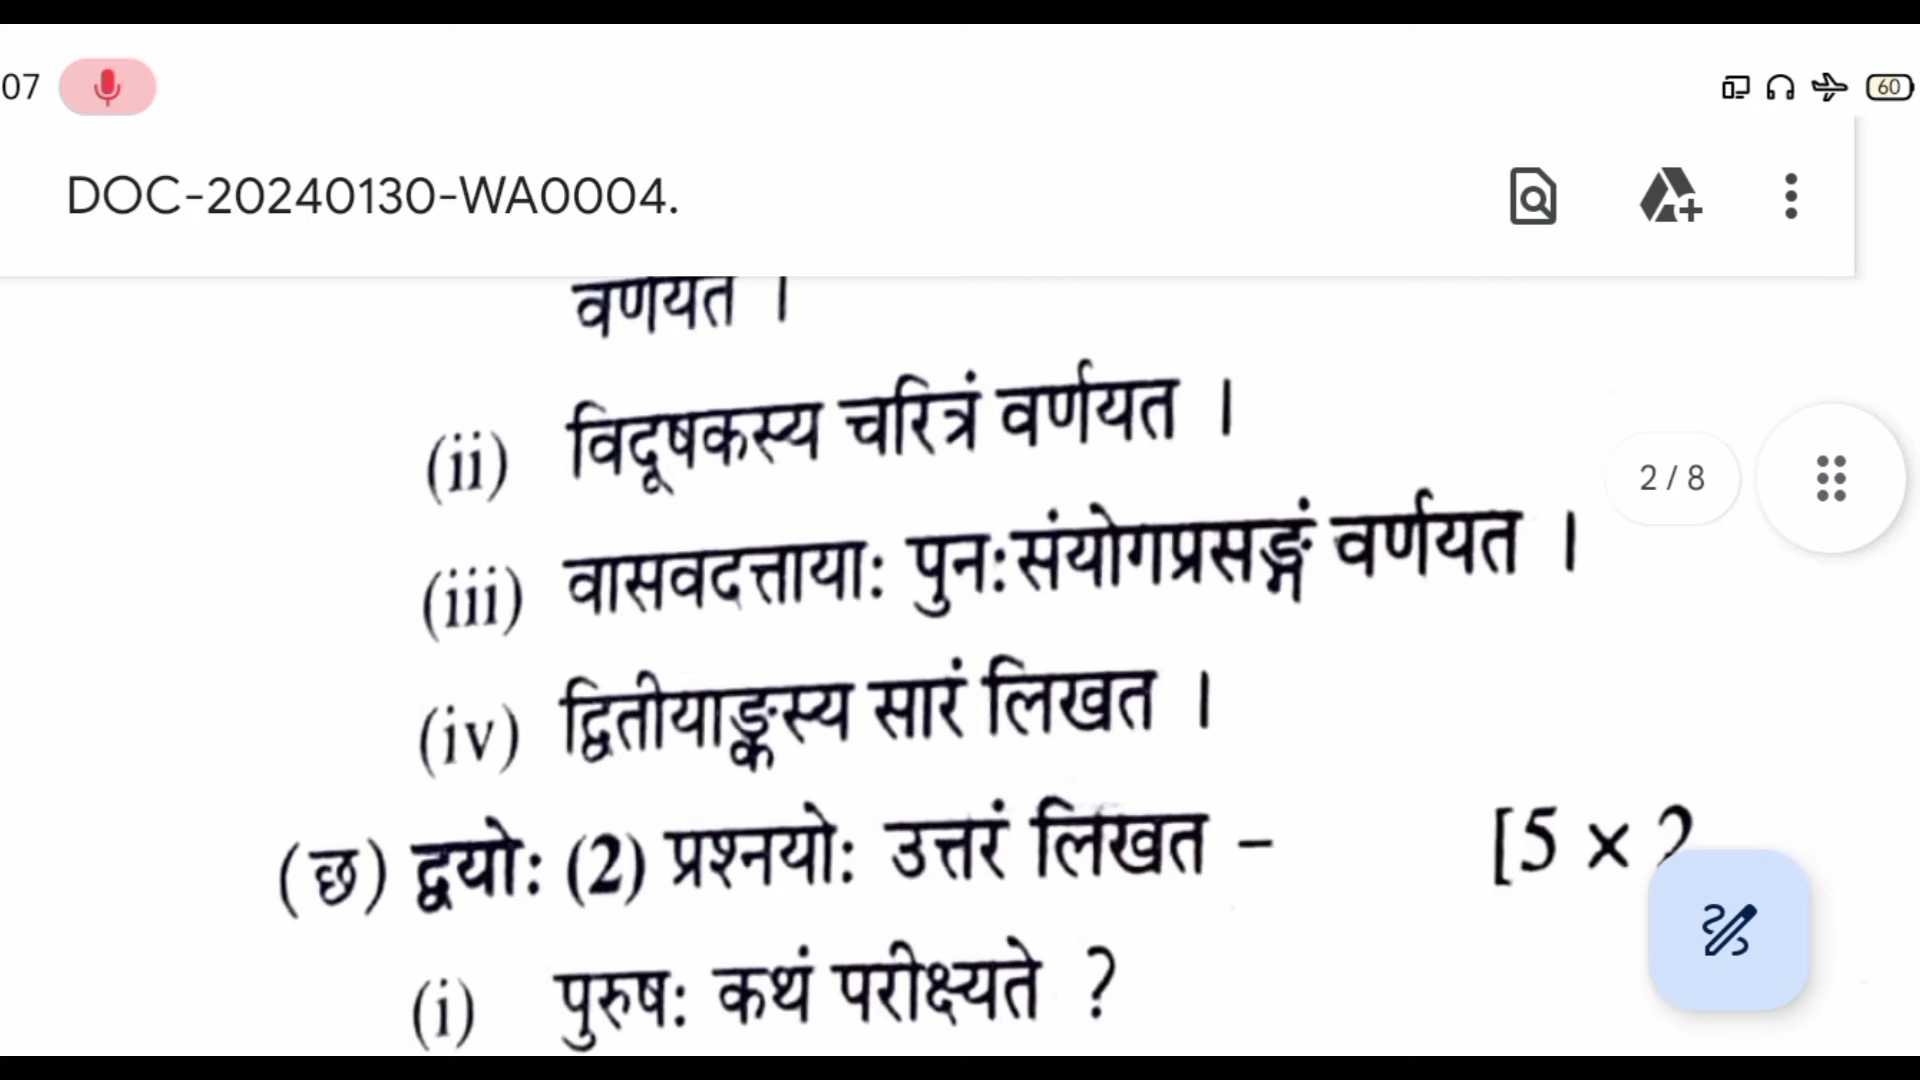 07
60
DOC-20240130-WA0004.
वर्णयत ।
(ii) विदूषकस्य चरित्रं वर्णयत ।
2 / 8
(iii) वासवदत्तायाः पुनःसंयोगप्रसङ्गं वर्णयत ।
(iv) द्वितीयाङ्कस्य सारं लिखत ।
(छ) द्वयोः (2) प्रश्नयोः उत्तरं लिखत – [5 × 2
(i) पुरुषः कथं परीक्ष्यते ?